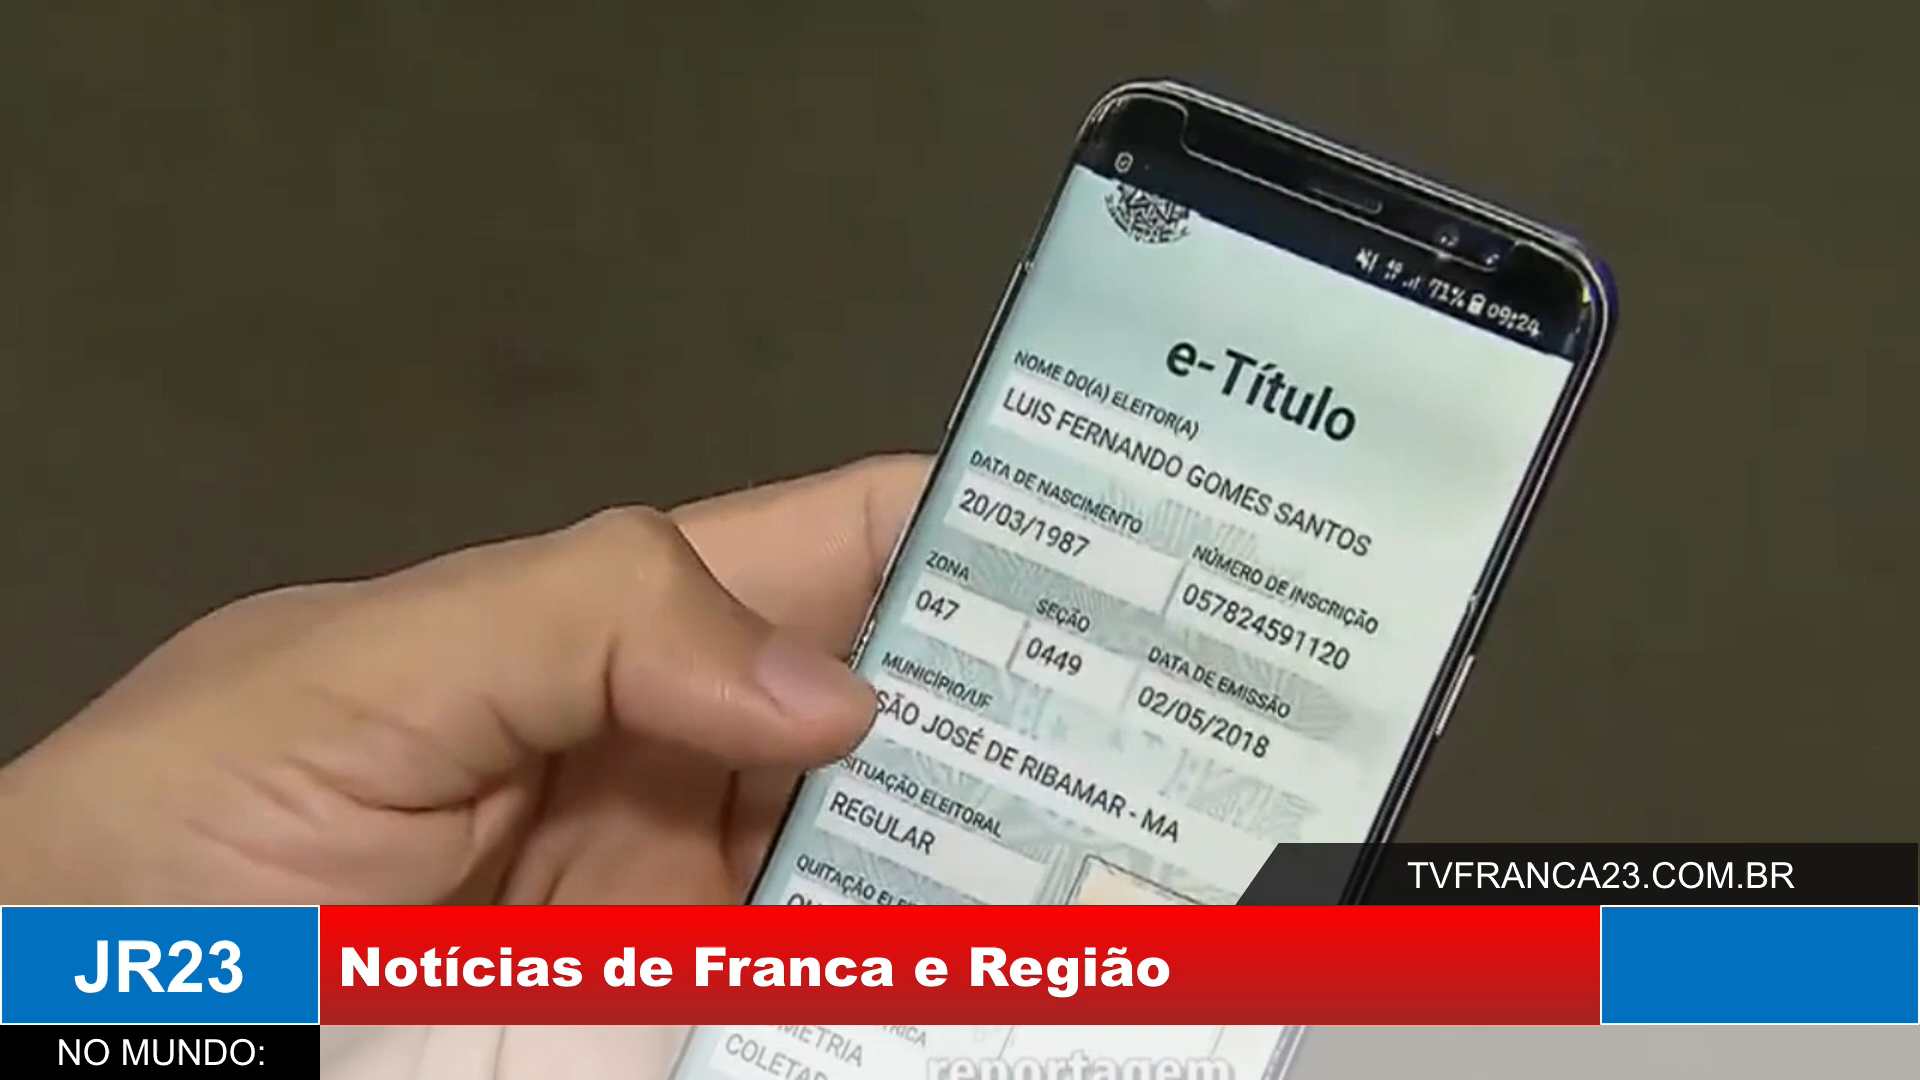 71% 09:24
e-Título
NOME DO(A) ELEITOR(A)
LUIS FERNANDO GOMES SANTOS
DATA DE NASCIMENTO
20/03/1987
NÚMERO DE INSCRIÇÃO
057824591120
ZONA
047
SEÇÃO
0449
DATA DE EMISSÃO
02/05/2018
MUNICÍPIO/UF
SÃO JOSÉ DE RIBAMAR - MA
SITUAÇÃO ELEITORAL
REGULAR
QUITAÇÃO
TVFRANCA23.COM.BR
JR23
Notícias de Franca e Região
NO MUNDO:
reportagem